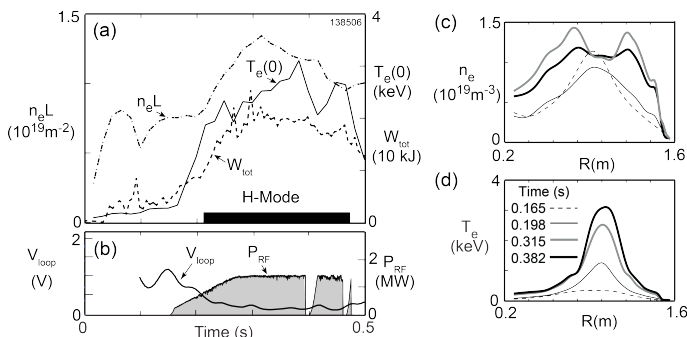 1.5
(a)
138506
4
T_e(0)
n_eL
n_eL
(10^19m^-2)
T_e(0)
(keV)
W_tot
W_tot
(10 kJ)
H-Mode
0
0
2
(b)
V_loop
P_RF
2
V_loop
(V)
P_RF
(MW)
0
0
0
Time (s)
0.5
(c)
1.5
n_e
(10^19m^-3)
0
0.2
R(m)
1.6
(d)
4
Time (s)
0.165
0.198
0.315
0.382
T_e
(keV)
0
0.2
R(m)
1.6